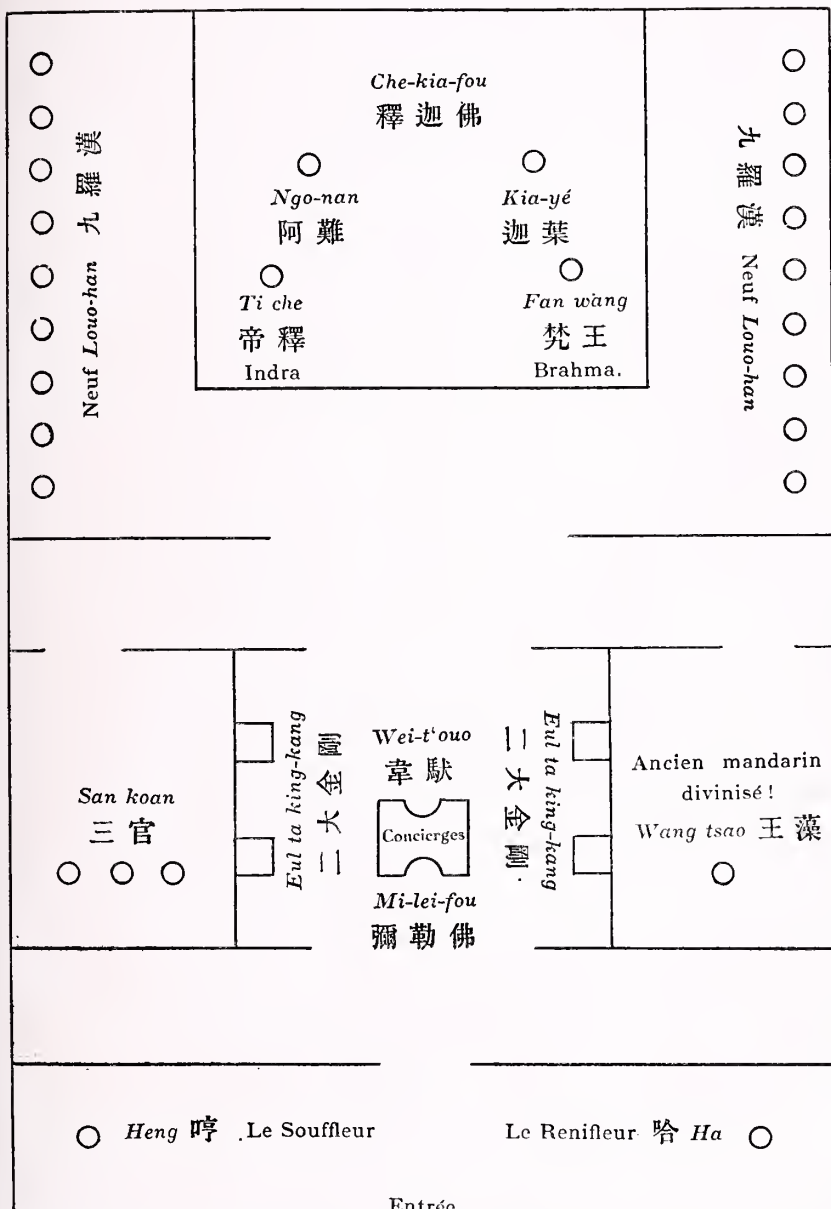 Che-kia-fou
釋迦佛
Ngo-nan
阿難
Kia-yé
迦葉
Ti che
帝釋
Indra
Fan wang
梵王
Brahma.
Neuf Louo-han 九羅漢
九羅漢 Neuf Louo-han
San koan
三官
Eul ta king-kang
二大金剛
Wei-t‘ouo
韋馱
Concierges
Mi-lei-fou
彌勒佛
二大金剛.
Eul ta king-kang
Ancien mandarin
divinisé !
Wang tsao 王藻
Heng 哼 .Le Souffleur
Le Renifleur 哈 Ha
Entrée